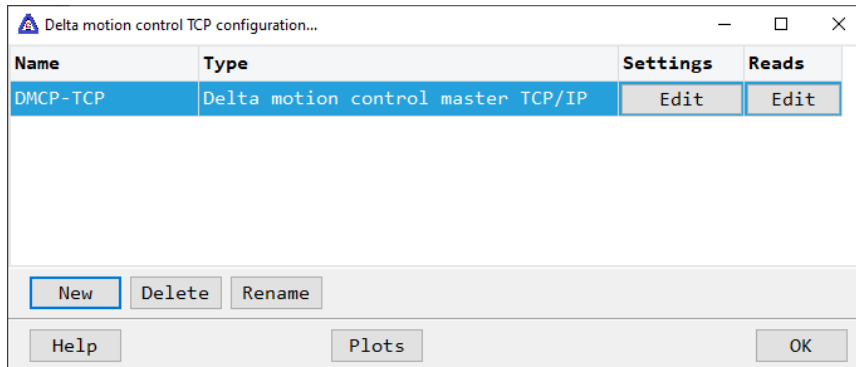 Delta motion control TCP configuration...
Name Type Settings Reads
DMCP-TCP Delta motion control master TCP/IP Edit Edit
New Delete Rename
Help Plots OK